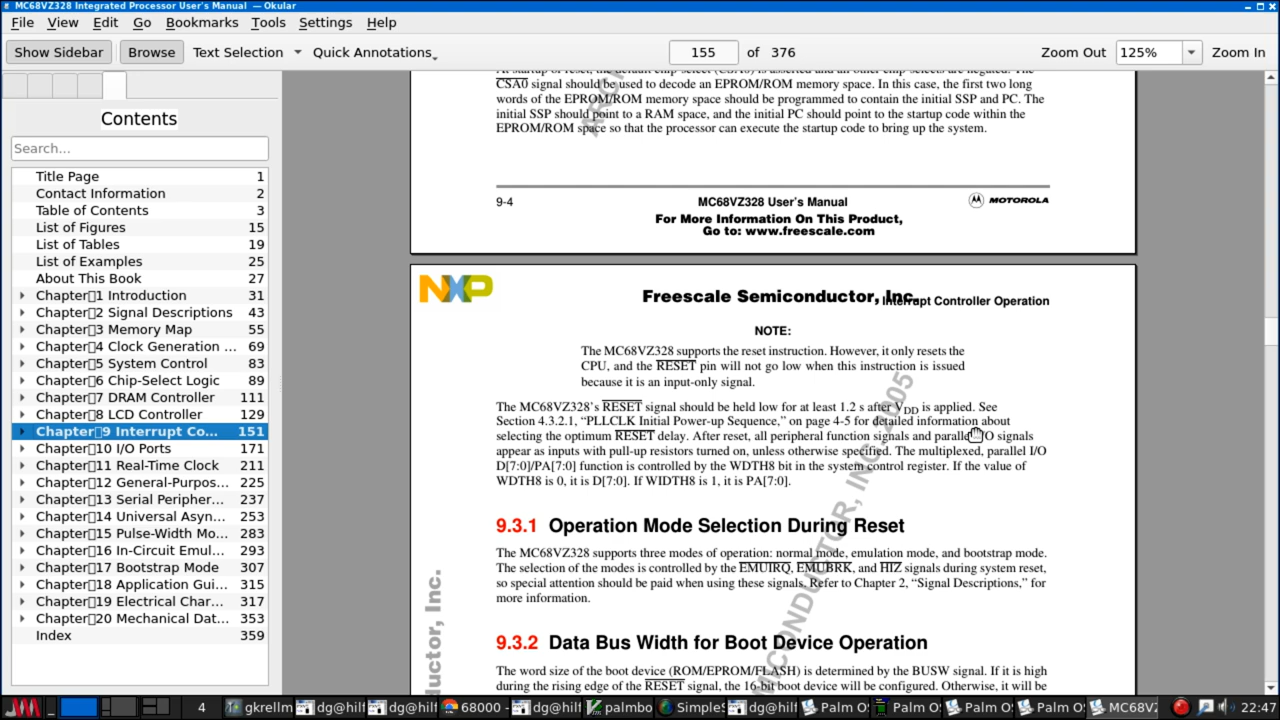 MC68VZ328 Integrated Processor User's Manual — Okular
File View Edit Go Bookmarks Tools Settings Help
Show Sidebar Browse Text Selection Quick Annotations 155 of 376 Zoom Out 125% Zoom In
Contents
Search...
Title Page 1
Contact Information 2
Table of Contents 3
List of Figures 15
List of Tables 19
List of Examples 25
About This Book 27
Chapter 1 Introduction 31
Chapter 2 Signal Descriptions 43
Chapter 3 Memory Map 55
Chapter 4 Clock Generation ... 69
Chapter 5 System Control 83
Chapter 6 Chip-Select Logic 89
Chapter 7 DRAM Controller 111
Chapter 8 LCD Controller 129
Chapter 9 Interrupt Co... 151
Chapter 10 I/O Ports 171
Chapter 11 Real-Time Clock 211
Chapter 12 General-Purpos... 225
Chapter 13 Serial Peripher... 237
Chapter 14 Universal Asyn... 253
Chapter 15 Pulse-Width Mo... 283
Chapter 16 In-Circuit Emul... 293
Chapter 17 Bootstrap Mode 307
Chapter 18 Application Gui... 315
Chapter 19 Electrical Char... 317
Chapter 20 Mechanical Dat... 353
Index 359
CSA0 signal should be used to decode an EPROM/ROM memory space. In this case, the first two long
words of the EPROM/ROM memory space should be programmed to contain the initial SSP and PC. The
initial SSP should point to a RAM space, and the initial PC should point to the startup code within the
EPROM/ROM space so that the processor can execute the startup code to bring up the system.
9-4 MC68VZ328 User's Manual MOTOROLA
For More Information On This Product,
Go to: www.freescale.com
NXP
Freescale Semiconductor, Inc.
Interrupt Controller Operation
NOTE:
The MC68VZ328 supports the reset instruction. However, it only resets the
CPU, and the RESET pin will not go low when this instruction is issued
because it is an input-only signal.
The MC68VZ328's RESET signal should be held low for at least 1.2 s after VDD is applied. See
Section 4.3.2.1, “PLLCLK Initial Power-up Sequence,” on page 4-5 for detailed information about
selecting the optimum RESET delay. After reset, all peripheral function signals and parallel I/O signals
appear as inputs with pull-up resistors turned on, unless otherwise specified. The multiplexed, parallel I/O
D[7:0]/PA[7:0] function is controlled by the WDTH8 bit in the system control register. If the value of
WDTH8 is 0, it is D[7:0]. If WIDTH8 is 1, it is PA[7:0].
9.3.1 Operation Mode Selection During Reset
The MC68VZ328 supports three modes of operation: normal mode, emulation mode, and bootstrap mode.
The selection of the modes is controlled by the EMUIRQ, EMUBRK, and HIZ signals during system reset,
so special attention should be paid when using these signals. Refer to Chapter 2, “Signal Descriptions,” for
more information.
9.3.2 Data Bus Width for Boot Device Operation
The word size of the boot device (ROM/EPROM/FLASH) is determined by the BUSW signal. If it is high
during the rising edge of the RESET signal, the 16-bit boot device will be configured. Otherwise, it will be
ductor, Inc.
MICONDUCTOR, INC. 2005
4 gkrellm dg@hilf dg@hilf 68000 - dg@hilf palmbo SimpleS dg@hilf Palm O Palm O Palm O Palm O MC68V 22:47